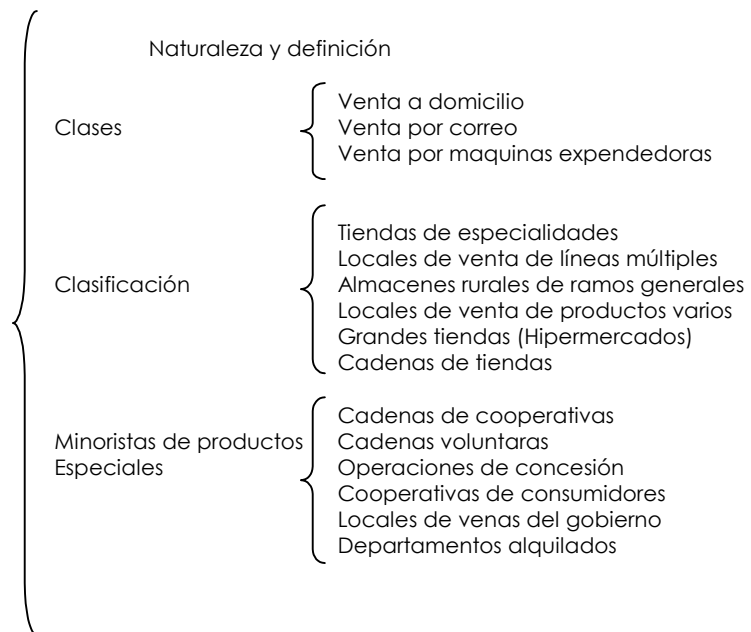 Naturaleza y definición
Clases
Venta a domicilio
Venta por correo
Venta por maquinas expendedoras
Clasificación
Tiendas de especialidades
Locales de venta de líneas múltiples
Almacenes rurales de ramos generales
Locales de venta de productos varios
Grandes tiendas (Hipermercados)
Cadenas de tiendas
Minoristas de productos
Especiales
Cadenas de cooperativas
Cadenas voluntaras
Operaciones de concesión
Cooperativas de consumidores
Locales de venas del gobierno
Departamentos alquilados